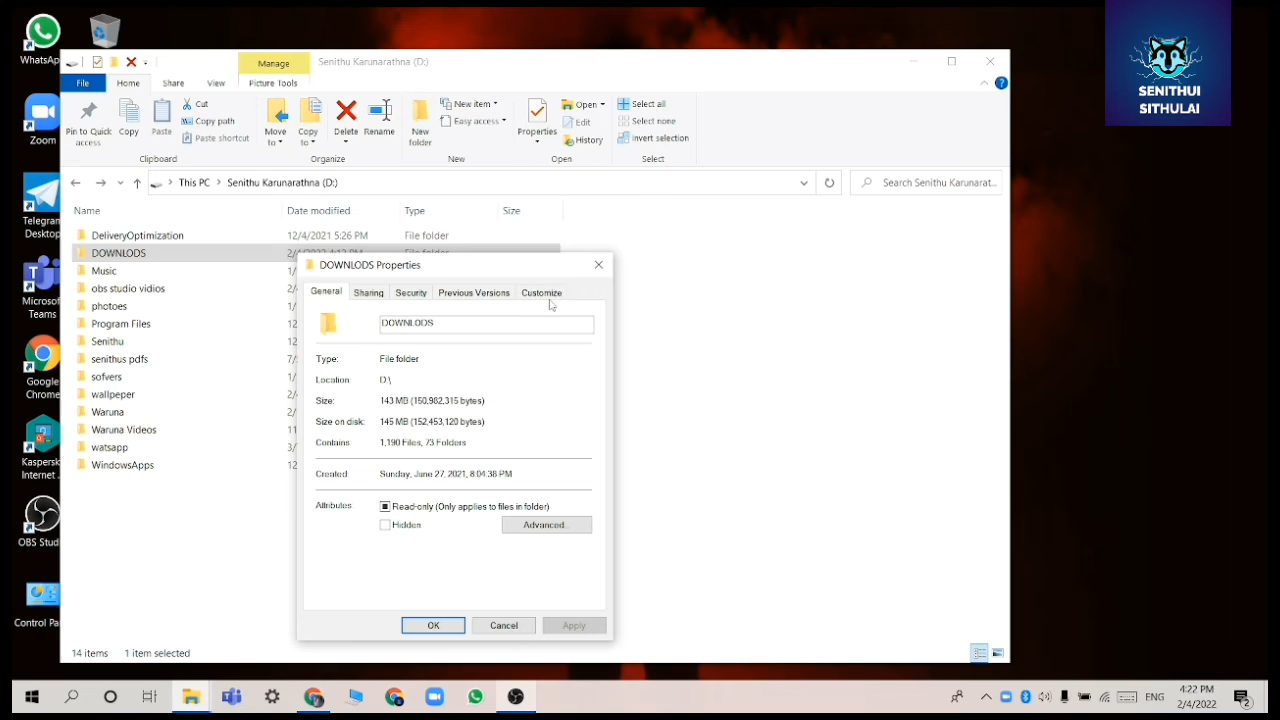 WhatsApp
Zoom
Telegram
Desktop
Microsoft
Teams
Google
Chrome
Kaspersky
Internet ...
OBS Studio
Control Pa
Manage
Senithu Karunarathna (D:)
File
Home
Share
View
Picture Tools
Pin to Quick
access
Copy
Paste
Cut
Copy path
Paste shortcut
Clipboard
Move
to
Copy
to
Delete
Rename
Organize
New
folder
New item
Easy access
New
Properties
Open
Edit
History
Open
Select all
Select none
Invert selection
Select
This PC > Senithu Karunarathna (D:)
Search Senithu Karunarat...
Name Date modified Type Size
DeliveryOptimization 12/4/2021 5:26 PM File folder
DOWNLODS
Music
obs studio vidios
photoes
Program Files
Senithu
senithus pdfs
sofvers
wallpeper
Waruna
Waruna Videos
watsapp
WindowsApps
DOWNLODS Properties
General Sharing Security Previous Versions Customize
DOWNLODS
Type: File folder
Location: D:\
Size: 143 MB (150,982,315 bytes)
Size on disk: 145 MB (152,453,120 bytes)
Contains 1,190 Files, 73 Folders
Created: Sunday, June 27, 2021, 8:04:38 PM
Attributes Read-only (Only applies to files in folder)
Hidden Advanced...
OK Cancel Apply
14 items 1 item selected
SENITHUI
SITHULAI
ENG
4:22 PM
2/4/2022
2